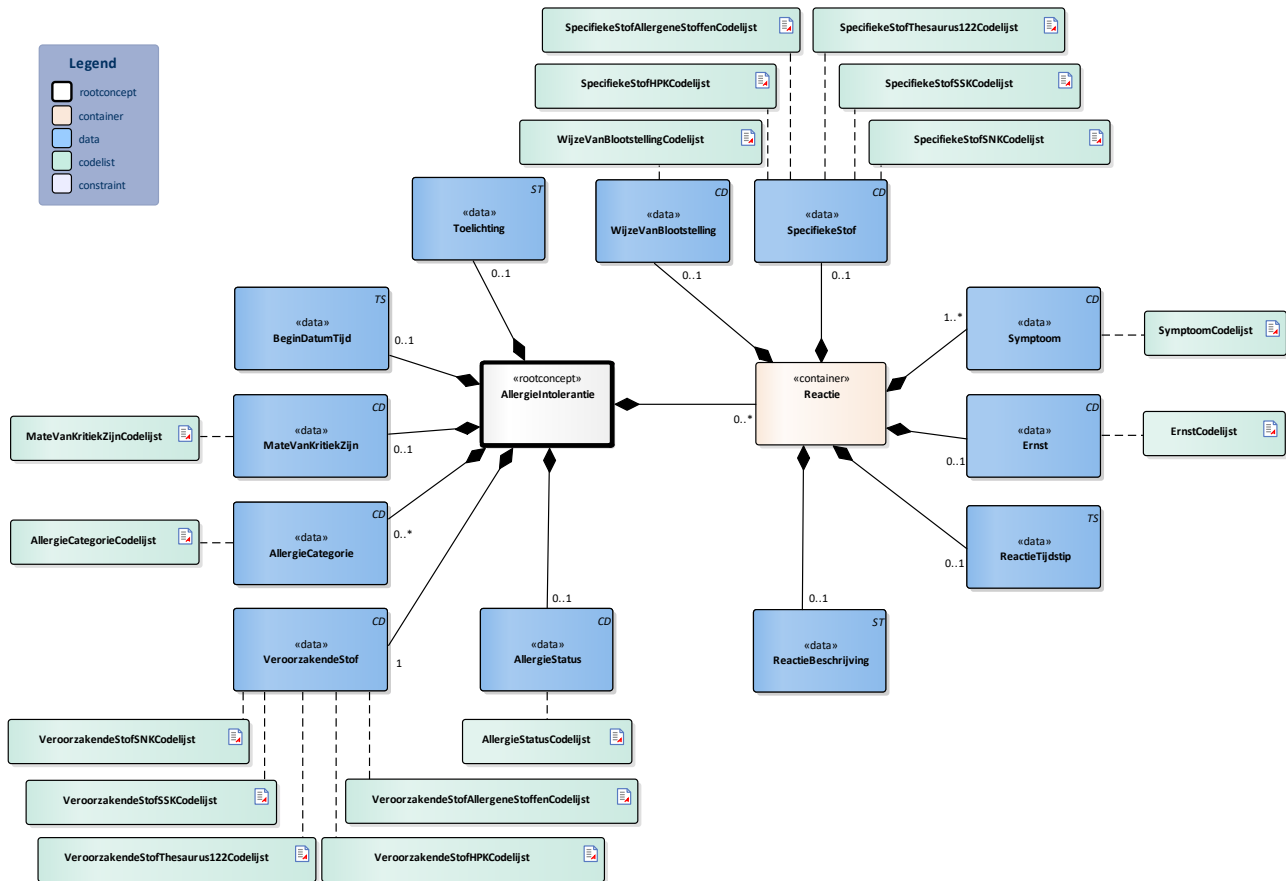 Legend
rootconcept
container
data
codelist
constraint
SpecifiekeStofAllergeneStoffenCodelijst
SpecifiekeStofThesaurus122Codelijst
SpecifiekeStofHPKCodelijst
SpecifiekeStofSSKCodelijst
WijzeVanBlootstellingCodelijst
SpecifiekeStofSNKCodelijst
ST
«data»
Toelichting
0..1
CD
«data»
WijzeVanBlootstelling
0..1
CD
«data»
SpecifiekeStof
0..1
TS
«data»
BeginDatumTijd
0..1
CD
«data»
Symptoom
1..*
SymptoomCodelijst
«rootconcept»
AllergieIntolerantie
«container»
Reactie
0..*
MateVanKritiekZijnCodelijst
CD
«data»
MateVanKritiekZijn
0..1
CD
«data»
Ernst
0..1
ErnstCodelijst
AllergieCategorieCodelijst
CD
«data»
AllergieCategorie
0..*
TS
«data»
ReactieTijdstip
0..1
CD
«data»
VeroorzakendeStof
1
0..1
CD
«data»
AllergieStatus
0..1
ST
«data»
ReactieBeschrijving
VeroorzakendeStofSNKCodelijst
AllergieStatusCodelijst
VeroorzakendeStofSSKCodelijst
VeroorzakendeStofAllergeneStoffenCodelijst
VeroorzakendeStofThesaurus122Codelijst
VeroorzakendeStofHPKCodelijst